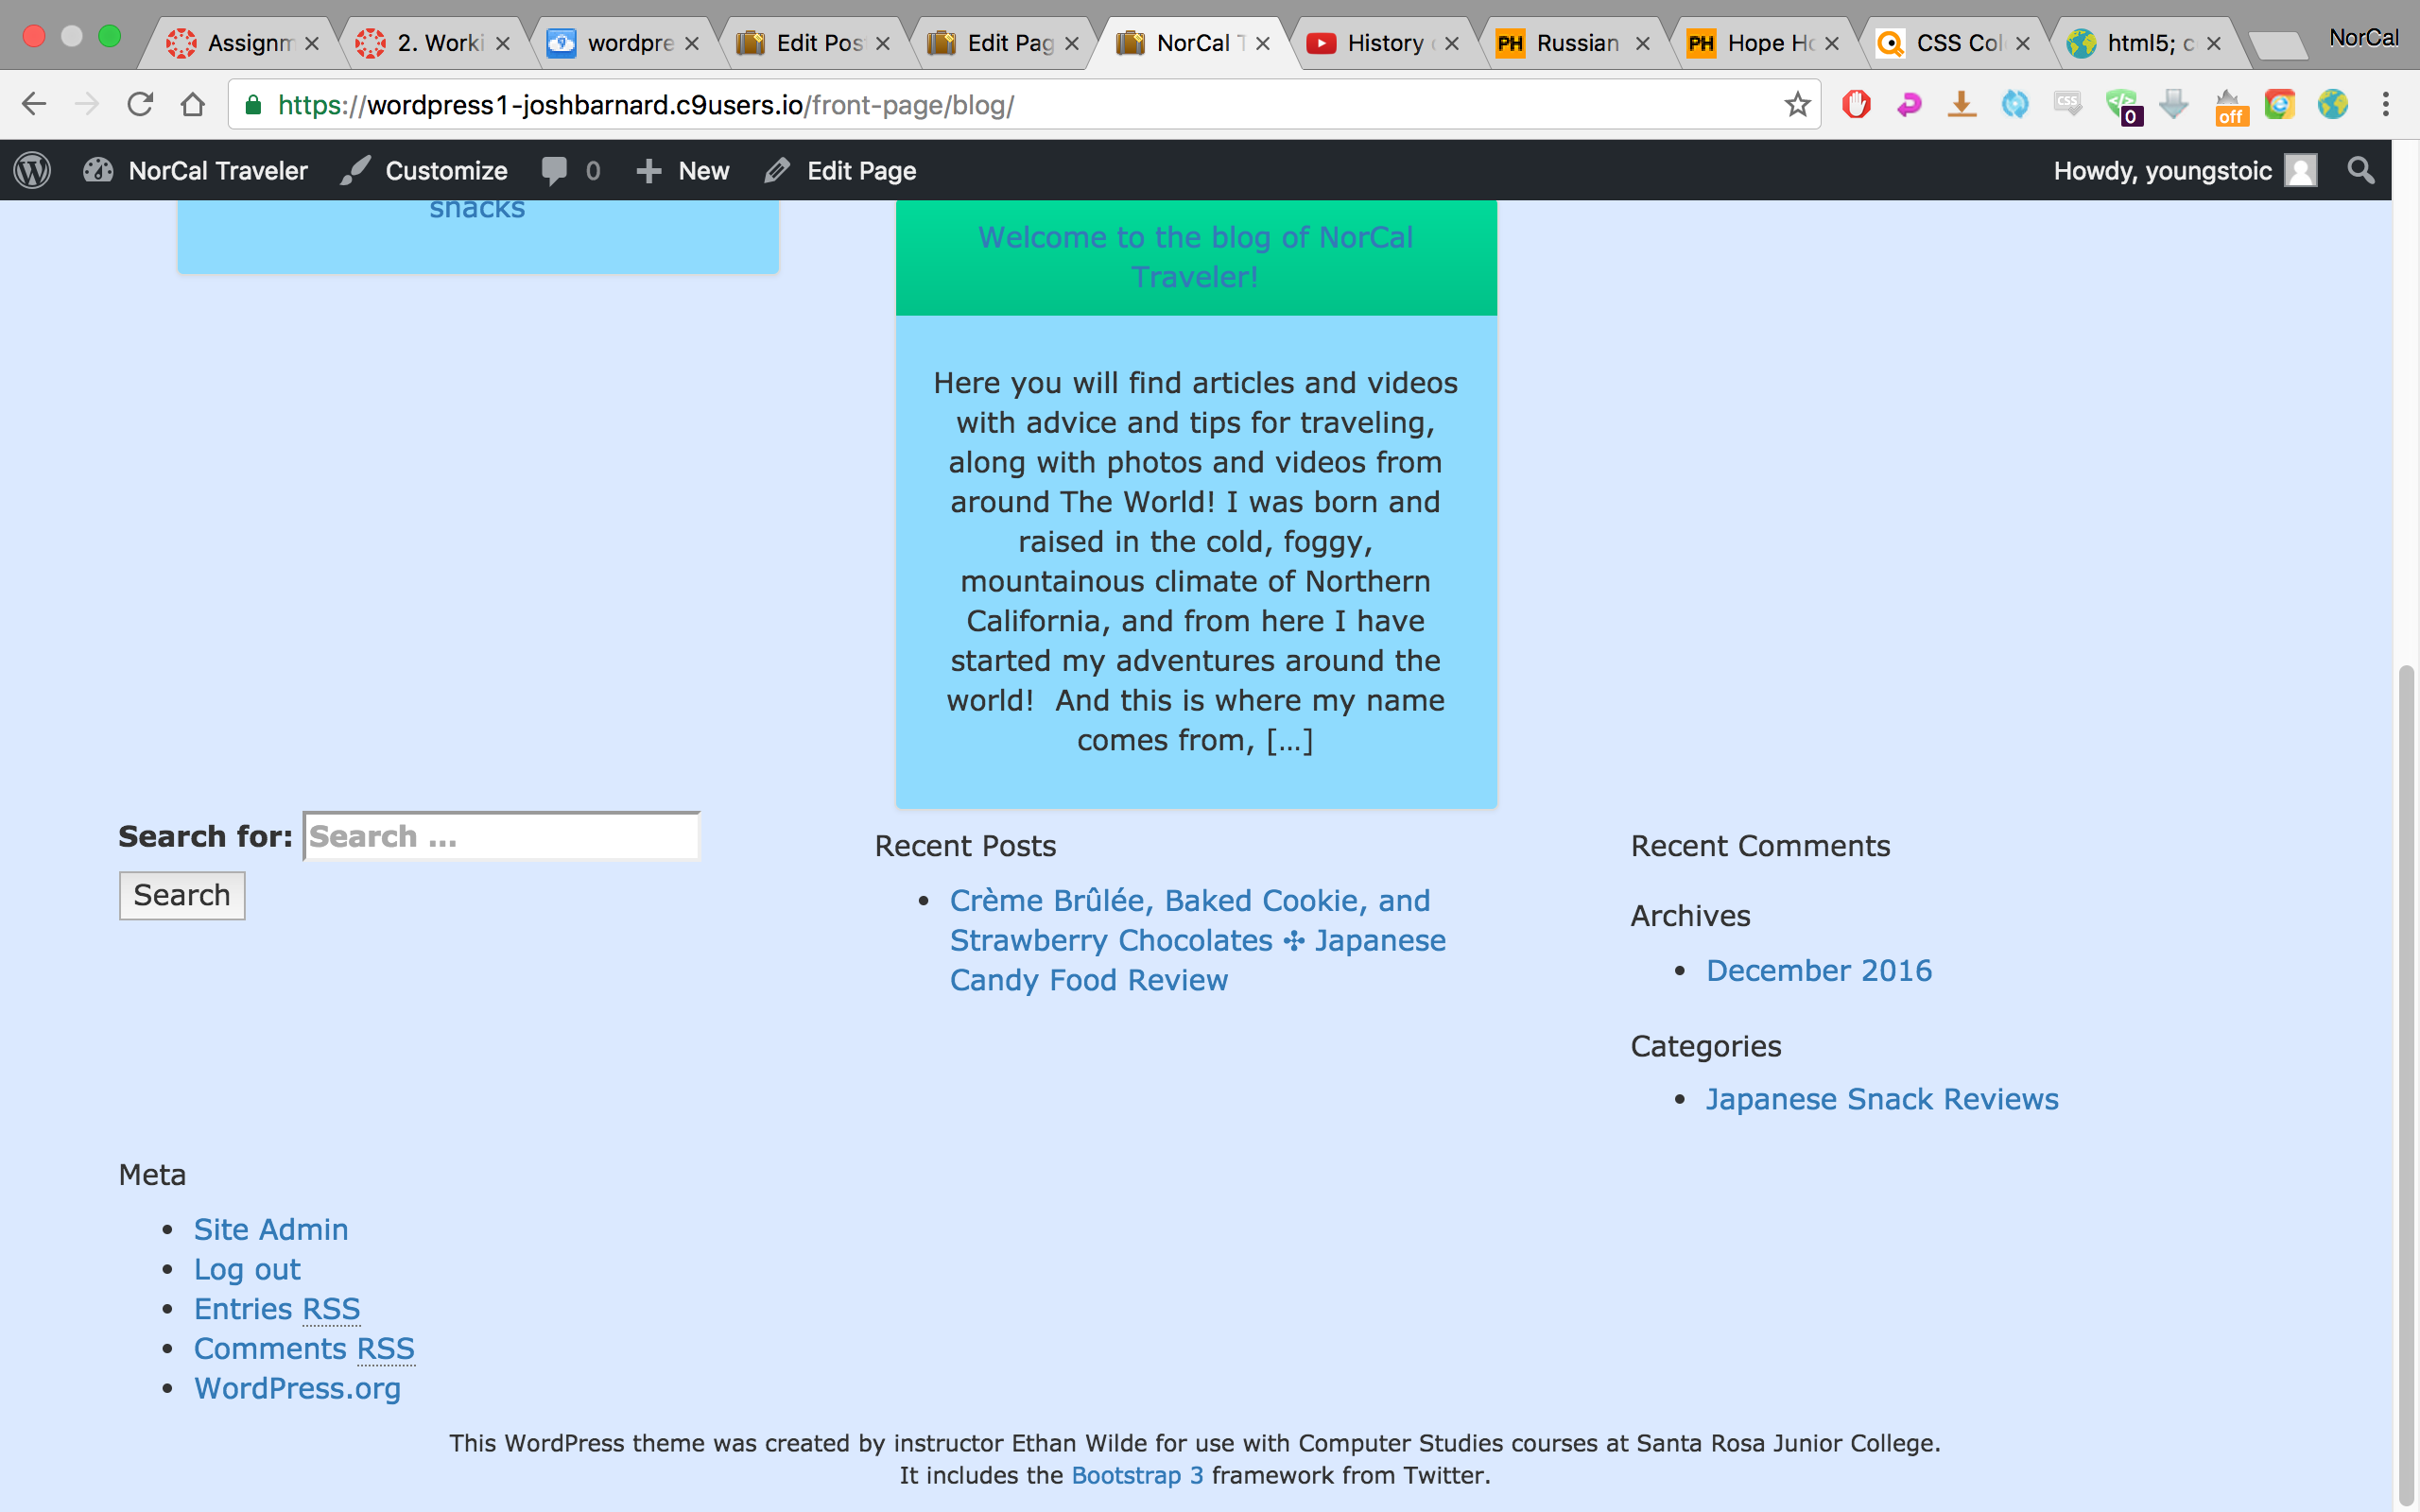 Assignm
2. Worki
wordpre
Edit Pos
Edit Pag
NorCal T
History
PH Russian
PH Hope Ho
CSS Col
html5; c
NorCal
https://wordpress1-joshbarnard.c9users.io/front-page/blog/
CSS
0
off
NorCal Traveler
Customize
0
New
Edit Page
Howdy, youngstoic
snacks
Welcome to the blog of NorCal
Traveler!
Here you will find articles and videos
with advice and tips for traveling,
along with photos and videos from
around The World! I was born and
raised in the cold, foggy,
mountainous climate of Northern
California, and from here I have
started my adventures around the
world!  And this is where my name
comes from, [...]
Search for: Search ...
Search
Recent Posts
• Crème Brûlée, Baked Cookie, and
Strawberry Chocolates ✣ Japanese
Candy Food Review
Recent Comments
Archives
• December 2016
Categories
• Japanese Snack Reviews
Meta
• Site Admin
• Log out
• Entries RSS
• Comments RSS
• WordPress.org
This WordPress theme was created by instructor Ethan Wilde for use with Computer Studies courses at Santa Rosa Junior College.
It includes the Bootstrap 3 framework from Twitter.